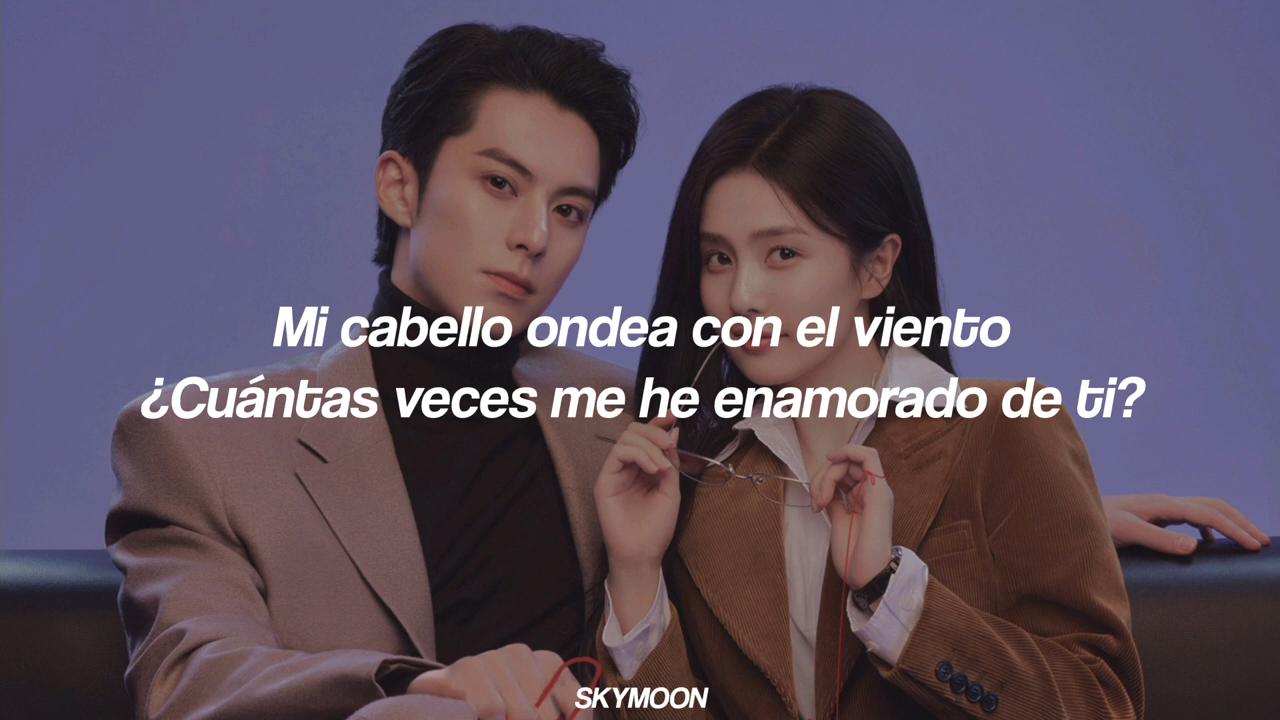 Mi cabello ondea con el viento
¿Cuántas veces me he enamorado de ti?
SKYMOON